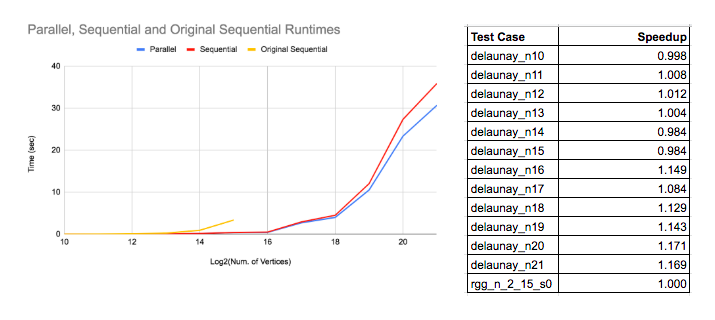 Parallel, Sequential and Original Sequential Runtimes
Parallel Sequential Original Sequential
40
30
20
10
0
Time (sec)
10 12 14 16 18 20
Log2(Num. of Vertices)
Test Case Speedup
delaunay_n10 0.998
delaunay_n11 1.008
delaunay_n12 1.012
delaunay_n13 1.004
delaunay_n14 0.984
delaunay_n15 0.984
delaunay_n16 1.149
delaunay_n17 1.084
delaunay_n18 1.129
delaunay_n19 1.143
delaunay_n20 1.171
delaunay_n21 1.169
rgg_n_2_15_s0 1.000